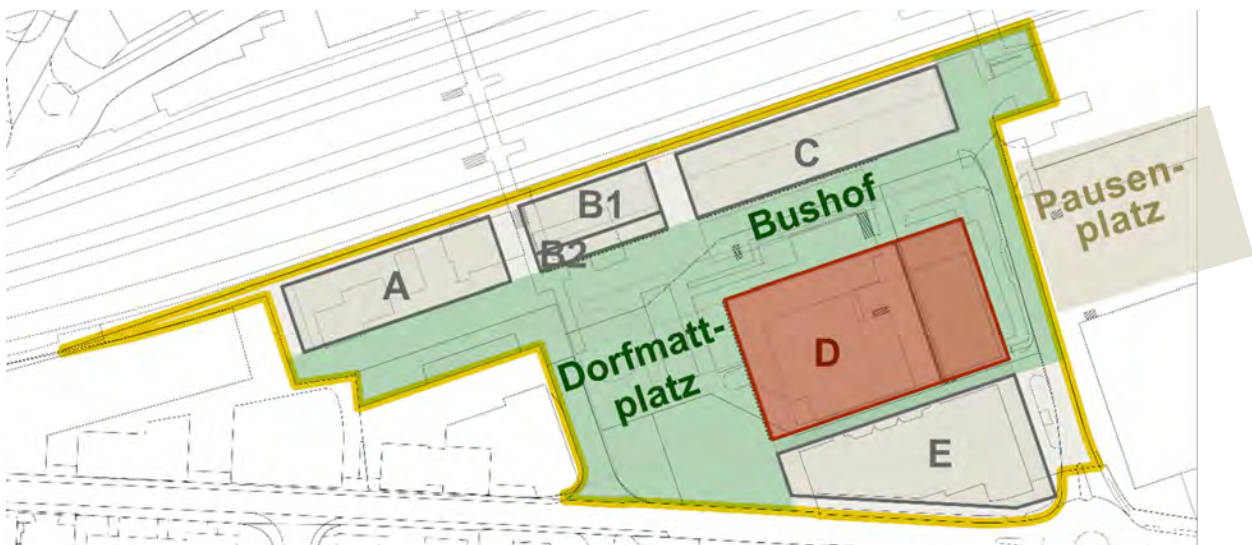 C
B1
Pausen-
platz
Bushof
B2
A
Dorfmatt-
platz
D
E